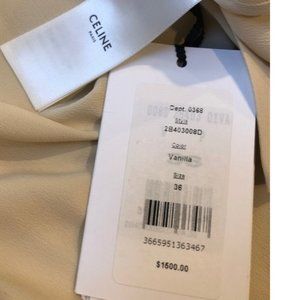 CELINE
PARIS
Dept. 0368
Style
2B403008D
Color
Vanilla
Size
36
3665951363467
$1500.00